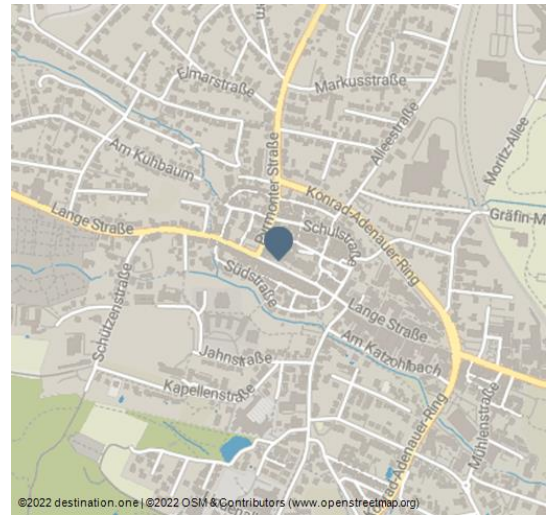 Elmarstraße
Markusstraße
Alleestraße
Moritz-Allee
Am Kuhbaum
Pyrmonter Straße
Konrad-Adenauer-Ring
Gräfin-M
Lange Straße
Schulstraße
Südstraße
Lange Straße
Schützenstraße
Jahnstraße
Am Katzohlbach
Kapellenstraße
Konrad-Adenauer-Ring
Mühlenstraße
©2022 destination.one | ©2022 OSM & Contributors (www.openstreetmap.org)